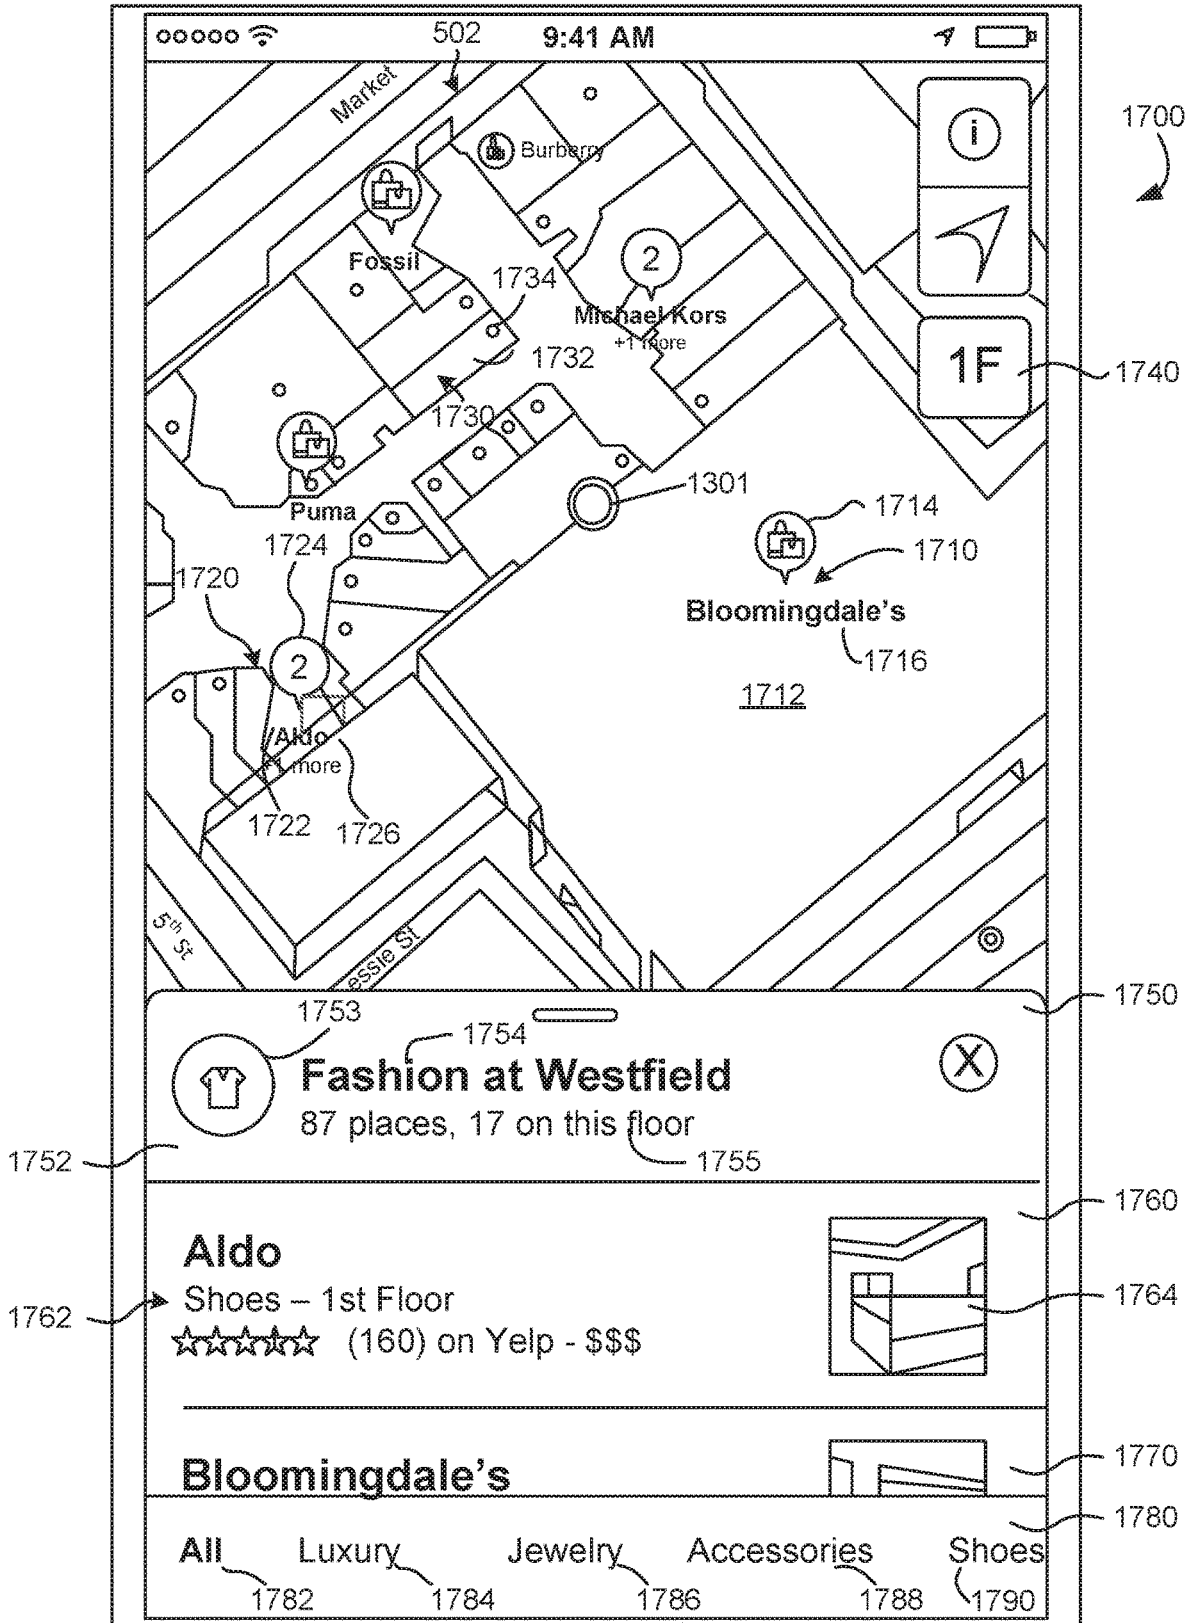 9:41 AM
502
Market
i
1700
Burberry
Fossil
2
1734
Michael Kors
+1 more
1732
1F
1740
1730
1301
1714
Puma
1724
1710
1720
Bloomingdale's
1716
2
1712
Aldo
+1 more
1722
1726
5th St
essie St
1753
1750
1754
Fashion at Westfield
X
87 places, 17 on this floor
1752
1755
1760
Aldo
1762
Shoes – 1st Floor
1764
(160) on Yelp - $$$
Bloomingdale's
1770
1780
All Luxury Jewelry Accessories Shoes
1782 1784 1786 1788 1790